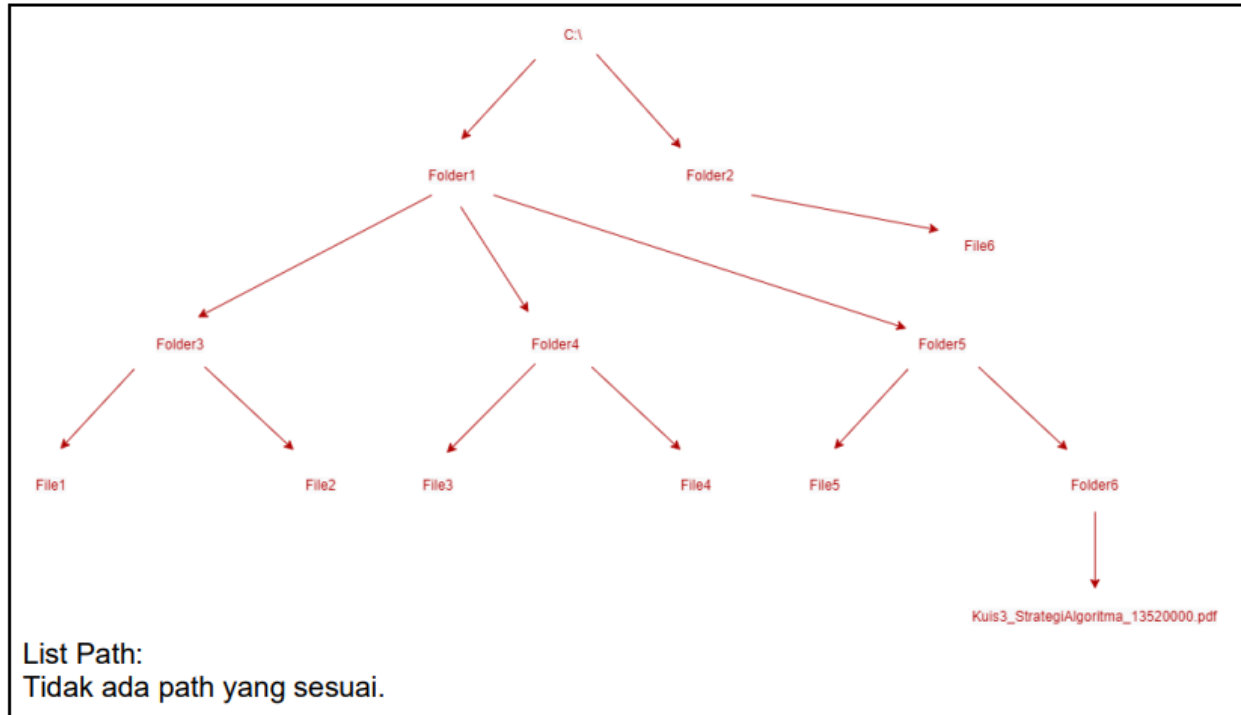 C:\
Folder1
Folder2
File6
Folder3
Folder4
Folder5
File1
File2
File3
File4
File5
Folder6
Kuis3_StrategiAlgoritma_13520000.pdf
List Path:
Tidak ada path yang sesuai.